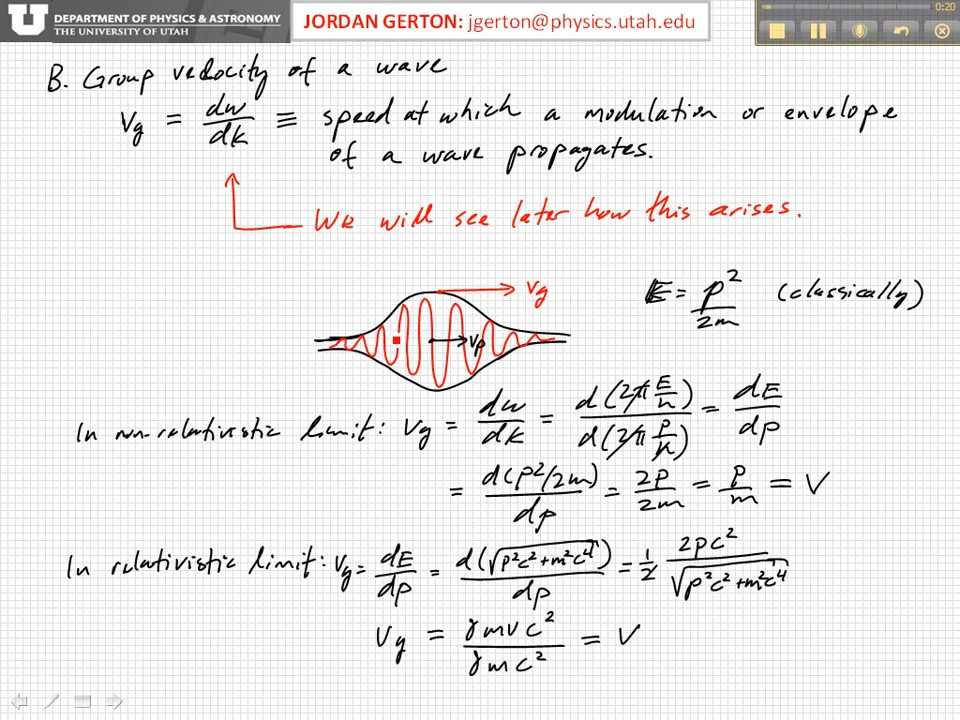 DEPARTMENT OF PHYSICS & ASTRONOMY
THE UNIVERSITY OF UTAH
JORDAN GERTON: jgerton@physics.utah.edu
0:20
B. Group velocity of a wave
Vg = dω/dk ≡ speed at which a modulation or envelope
of a wave propagates.
We will see later how this arises.
Vg
E = p²/2m (classically)
Vp
In non-relativistic limit: Vg = dω/dk = d(2π E/h)/d(2π p/h) = dE/dp
= d(p²/2m)/dp = 2p/2m = p/m = V
In relativistic limit: Vg = dE/dp = d(√(p²c² + m²c⁴))/dp = 1/2 2pc²/√(p²c² + m²c⁴)
Vg = γmvc²/γmc² = V